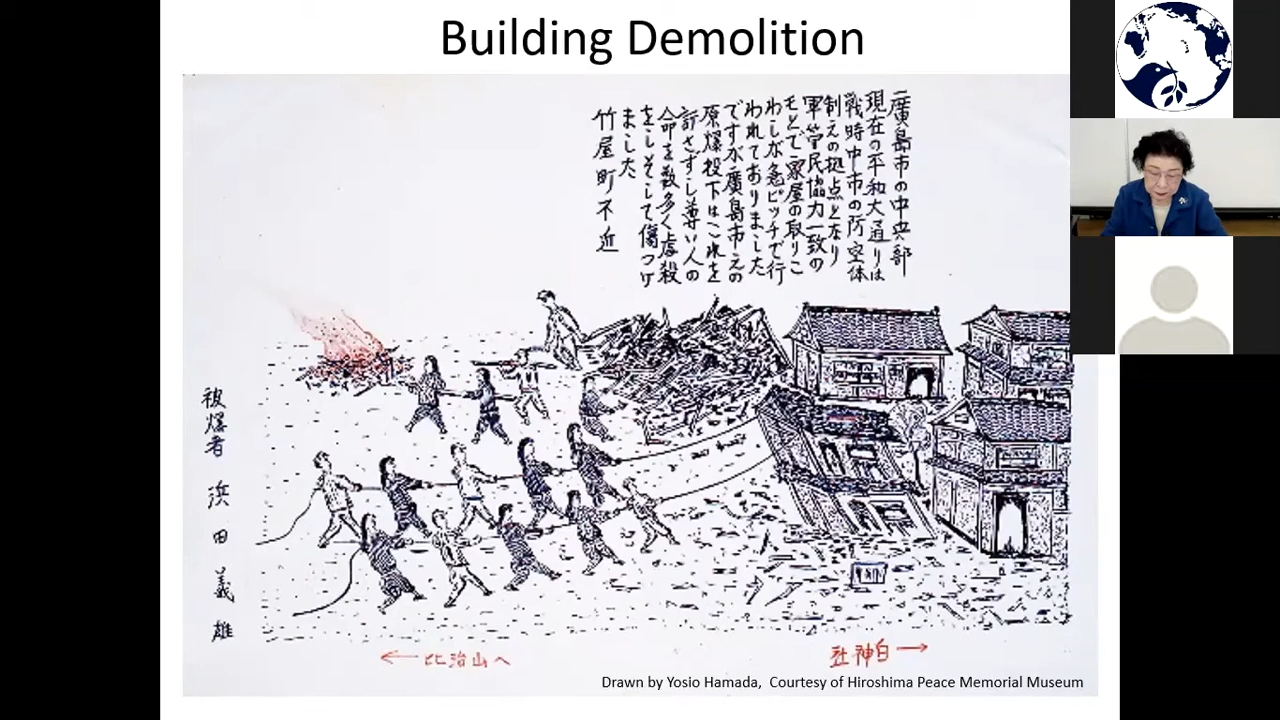 Building Demolition
一廣島市の中央部
現在の平和大通りは
戦時中市の防空体
制えの拠点となり
軍管民協力一致の
もとで家屋の取りこ
わしが急ピッチで行
われておりました
ですが廣島市えの
原爆投下はこれを
許さずし尊い人の
命を数多く虐殺
をしそして傷つけ
ました
竹屋町不近
被爆者 浜田義雄
←比治山へ
社神白→
Drawn by Yosio Hamada, Courtesy of Hiroshima Peace Memorial Museum